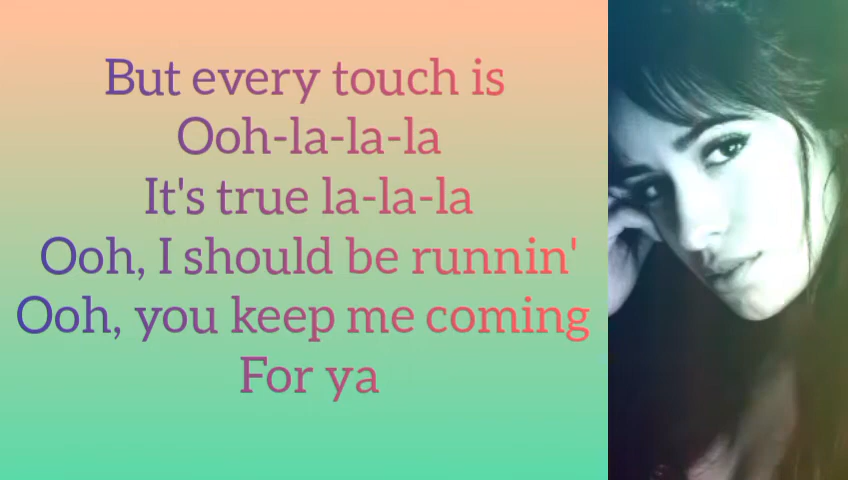 But every touch is
Ooh-la-la-la
It's true la-la-la
Ooh, I should be runnin'
Ooh, you keep me coming
For ya